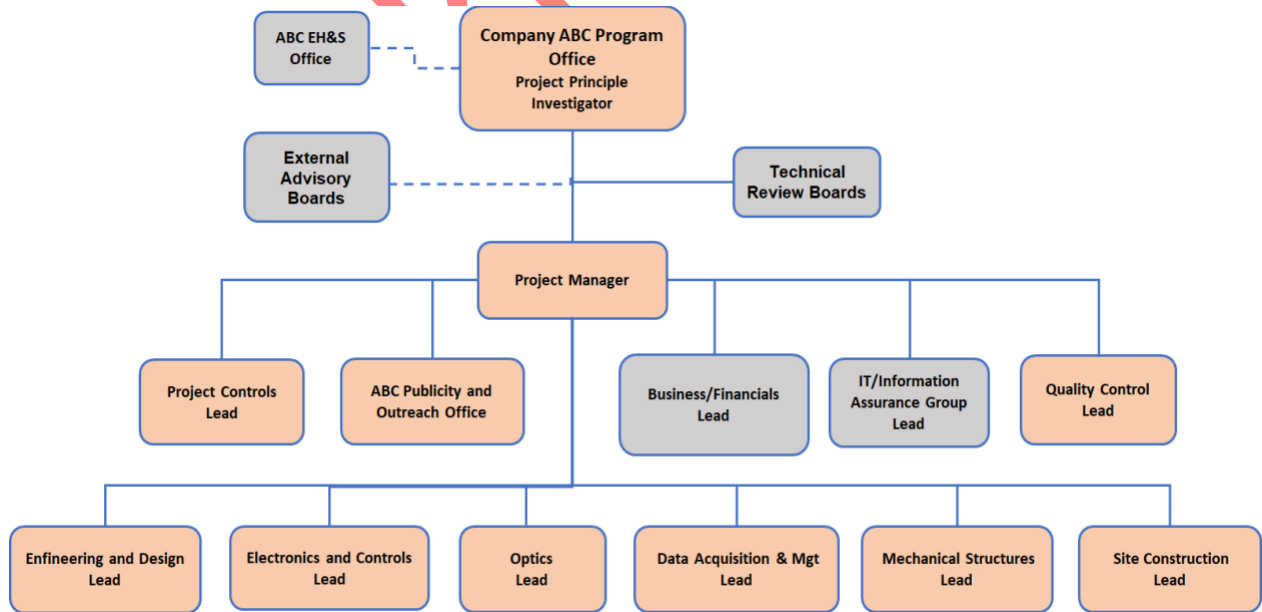 ABC EH&S
Office
Company ABC Program
Office
Project Principle
Investigator
External
Advisory
Boards
Technical
Review Boards
Project Manager
Project Controls
Lead
ABC Publicity and
Outreach Office
Business/Financials
Lead
IT/Information
Assurance Group
Lead
Quality Control
Lead
Enfineering and Design
Lead
Electronics and Controls
Lead
Optics
Lead
Data Acquisition & Mgt
Lead
Mechanical Structures
Lead
Site Construction
Lead